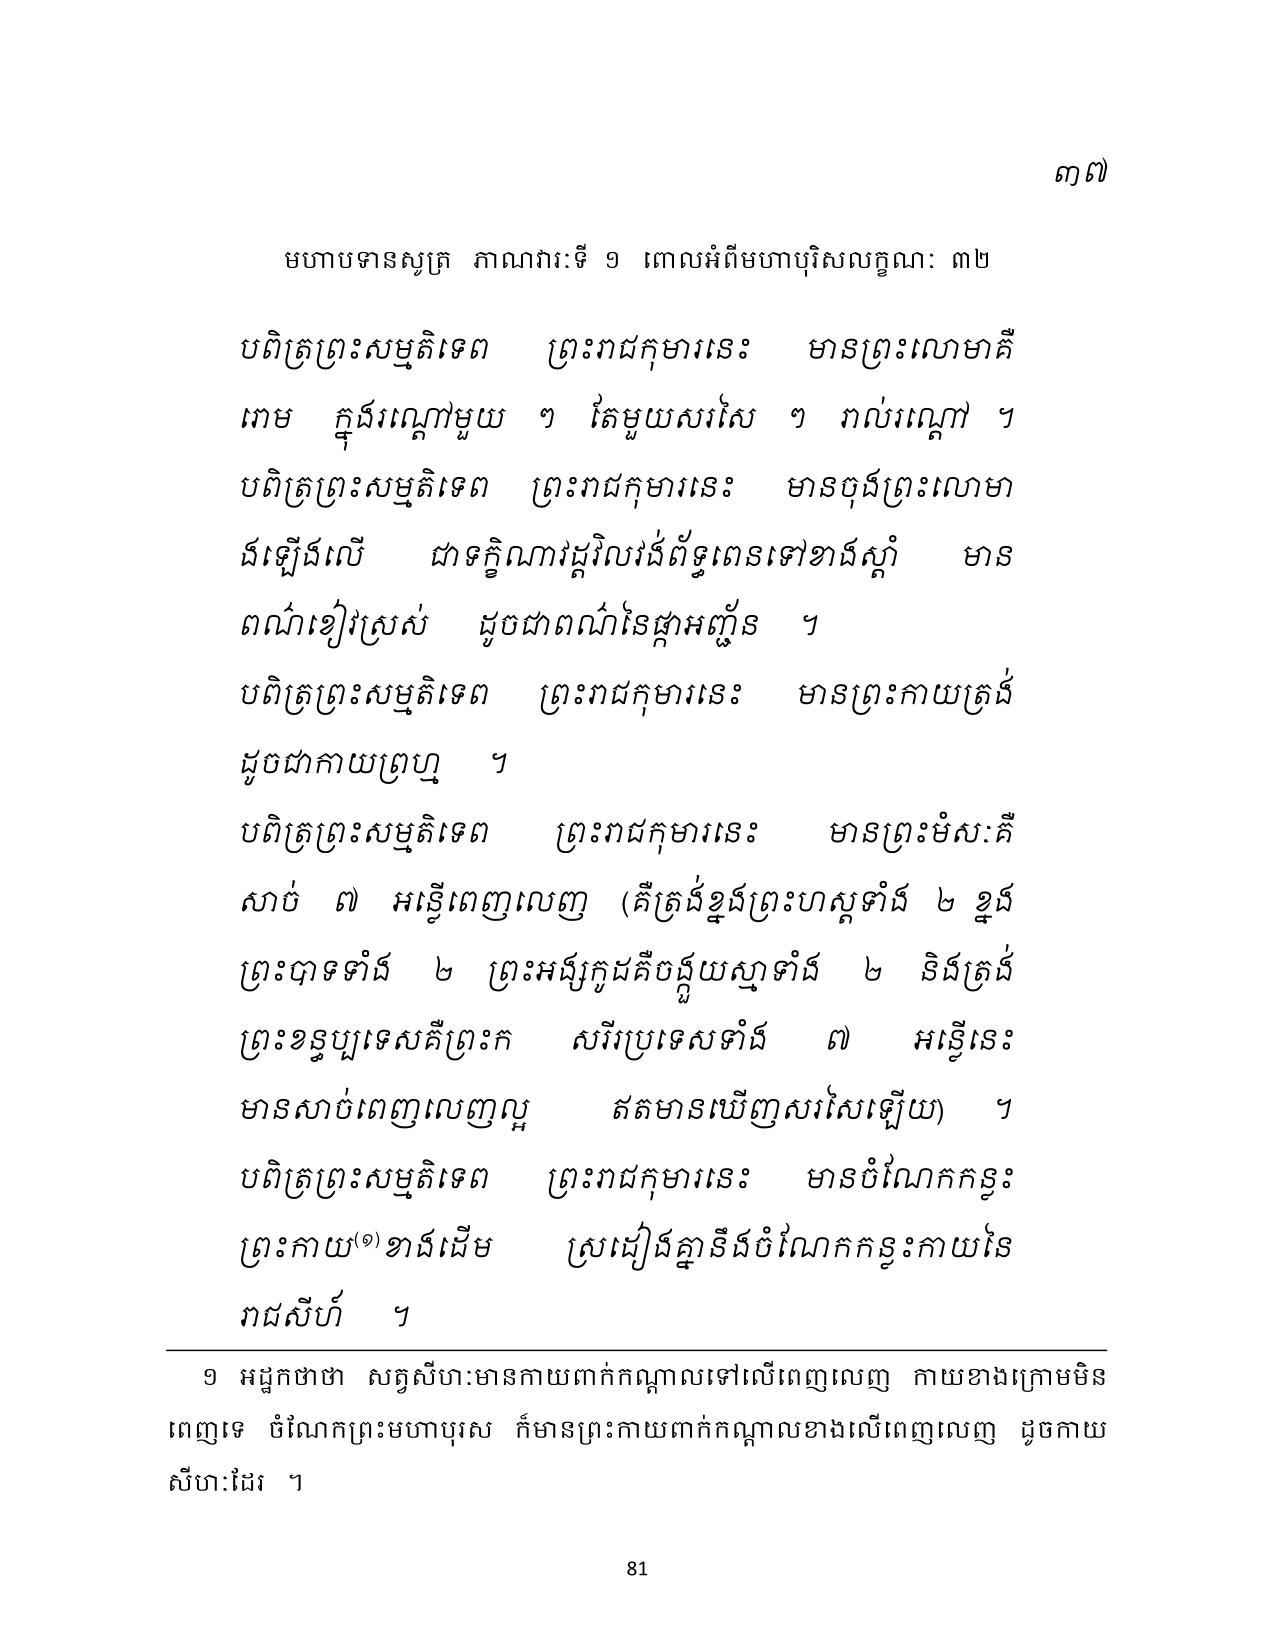 ៣៧
មហាបទានសូត្រ ភាណវារៈទី ១ ពោលអំពីមហាបុរិសលក្ខណៈ ៣២
បពិត្រព្រះសម្មតិទេព ព្រះរាជកុមារនេះ មានព្រះលោមាគឺ
រោម ក្នុងរណ្តៅមួយ ៗ តែមួយសរសៃ ៗ រាល់រណ្តៅ ។
បពិត្រព្រះសម្មតិទេព ព្រះរាជកុមារនេះ មានចុងព្រះលោមា
ងឡើងលើ ជាទក្ខិណាវដ្តវិលវង់ព័ទ្ធពេនទៅខាងស្តាំ មាន
ពណ៌ខៀវស្រស់ ដូចជាពណ៌នៃផ្កាអញ្ជ័ន ។
បពិត្រព្រះសម្មតិទេព ព្រះរាជកុមារនេះ មានព្រះកាយត្រង់
ដូចជាកាយព្រហ្ម ។
បពិត្រព្រះសម្មតិទេព ព្រះរាជកុមារនេះ មានព្រះមំសៈគឺ
សាច់ ៧ អន្លើពេញលេញ (គឺត្រង់ខ្នងព្រះហស្តទាំង ២ ខ្នង
ព្រះបាទទាំង ២ ព្រះអង្សកូដគឺចង្កួយស្មាទាំង ២ និងត្រង់
ព្រះខន្ធប្បទេសគឺព្រះក សរីរប្រទេសទាំង ៧ អន្លើនេះ
មានសាច់ពេញលេញល្អ ឥតមានឃើញសរសៃឡើយ) ។
បពិត្រព្រះសម្មតិទេព ព្រះរាជកុមារនេះ មានចំណែកកន្លះ
ព្រះកាយ(១)ខាងដើម ស្រដៀងគ្នានឹងចំណែកកន្លះកាយនៃ
រាជសីហ៍ ។
១ អដ្ឋកថាថា សត្វសីហៈមានកាយពាក់កណ្តាលទៅលើពេញលេញ កាយខាងក្រោមមិន
ពេញទេ ចំណែកព្រះមហាបុរស ក៏មានព្រះកាយពាក់កណ្តាលខាងលើពេញលេញ ដូចកាយ
សីហៈដែរ ។
81